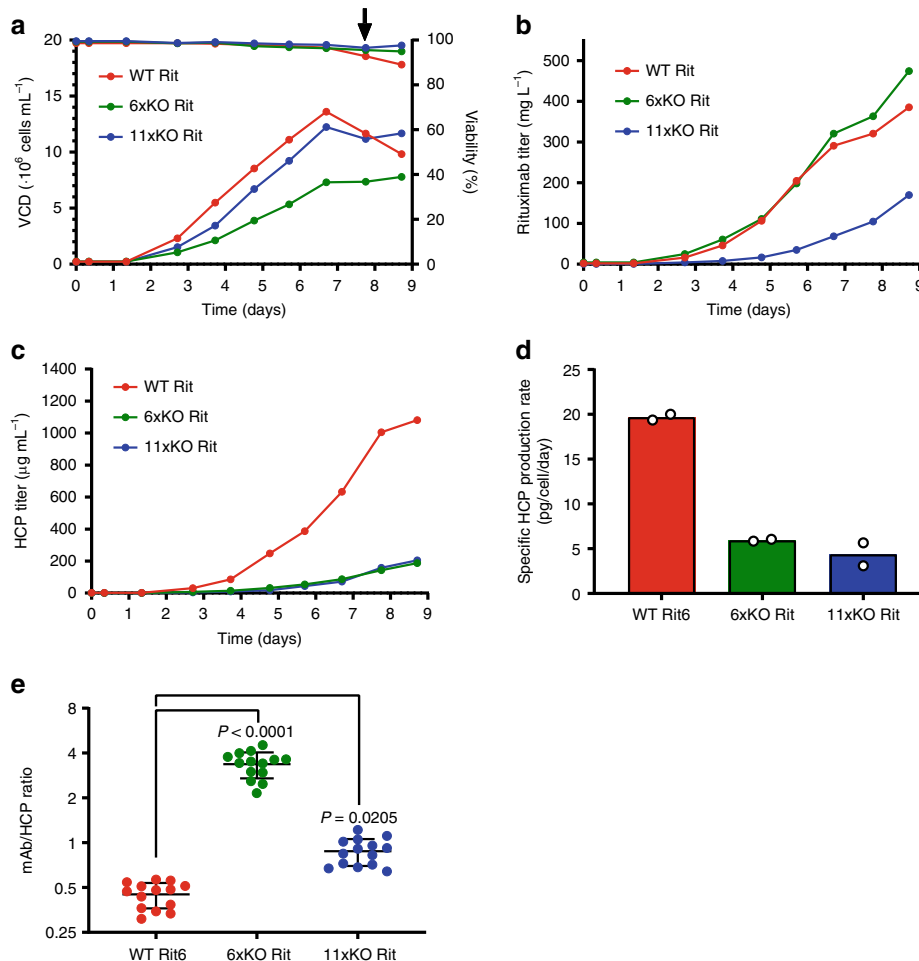 a
20
15
10
5
0
VCD (·10⁶ cells mL⁻¹)
WT Rit
6xKO Rit
11xKO Rit
100
80
60
40
20
0
Viability (%)
0 1 2 3 4 5 6 7 8 9
Time (days)
b
500
400
300
200
100
0
Rituximab titer (mg L⁻¹)
WT Rit
6xKO Rit
11xKO Rit
0 1 2 3 4 5 6 7 8 9
Time (days)
c
1400
1200
1000
800
600
400
200
0
HCP titer (µg mL⁻¹)
WT Rit
6xKO Rit
11xKO Rit
0 1 2 3 4 5 6 7 8 9
Time (days)
d
25
20
15
10
5
0
Specific HCP production rate
(pg/cell/day)
WT Rit6 6xKO Rit 11xKO Rit
e
8
4
2
1
0.5
0.25
mAb/HCP ratio
P < 0.0001
P = 0.0205
WT Rit6 6xKO Rit 11xKO Rit